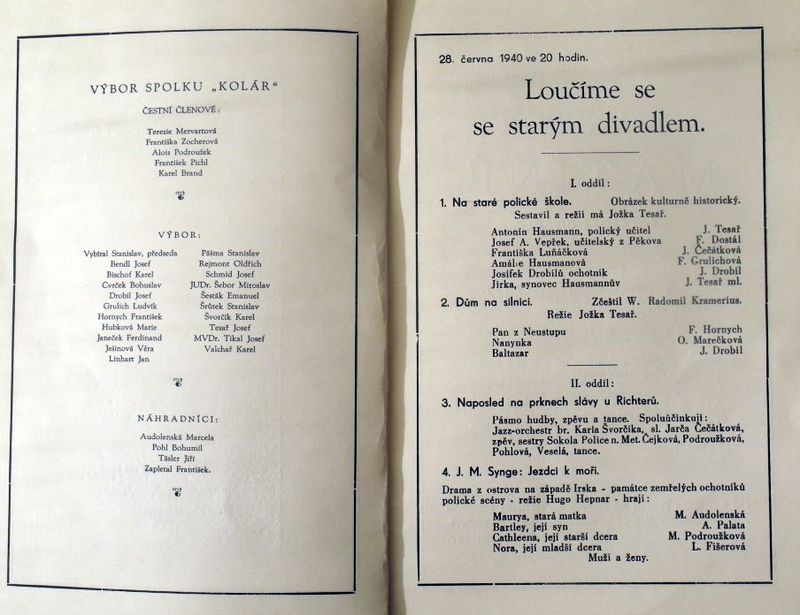 VÝBOR SPOLKU „KOLÁR"
ČESTNÍ ČLENOVÉ:
Terezie Mervartová
Františka Zocherová
Alois Podroužek
František Pichl
Karel Brand
VÝBOR:
Vybíral Stanislav, předseda
Bendl Josef
Bischof Karel
Cvrček Bohuslav
Drobil Josef
Grulich Ludvík
Hornych František
Hubková Marie
Janeček Ferdinand
Ješinová Věra
Linhart Jan
Pášma Stanislav
Rejmont Oldřich
Schmid Josef
JUDr. Šebor Miroslav
Šesták Emanuel
Šrůtek Stanislav
Švorčík Karel
Tesař Josef
MVDr. Tikal Josef
Valchař Karel
NÁHRADNÍCI:
Audolenská Marcela
Pohl Bohumil
Täsler Jiří
Zapletal František.
28. června 1940 ve 20 hodin.
Loučíme se
se starým divadlem.
I. oddíl:
1. Na staré polické škole. Obrázek kulturně historický.
Sestavil a režii má Jožka Tesař.
Antonín Hausmann, polický učitel J. Tesař
Josef A. Vepřek, učitelský z Pěkova F. Dostál
Františka Luňáčková J. Čečátková
Amálie Hausmanová F. Grulichová
Josífek Drobilů ochotník J. Drobil
Jirka, synovec Hausmannův J. Tesař ml.
2. Dům na silnici. Zčeštil W. Radomil Kramerius.
Režie Jožka Tesař.
Pan z Neustupu F. Hornych
Nanynka O. Marečková
Baltazar J. Drobil
II. oddíl:
3. Naposled na prknech slávy u Richterů.
Pásmo hudby, zpěvu a tance. Spoluúčinkují:
Jazz-orchestr br. Karla Švorčíka, sl. Jarča Čečátková,
zpěv, sestry Sokola Police n. Met. Čejková, Podroužková,
Pohlová, Veselá, tance.
4. J. M. Synge: Jezdci k moři.
Drama z ostrova na západě Irska - památce zemřelých ochotníků
polické scény - režie Hugo Hepnar - hrají:
Maurya, stará matka M. Audolenská
Bartley, její syn A. Palata
Cathleena, její starší dcera M. Podroužková
Nora, její mladší dcera L. Fišerová
Muži a ženy.